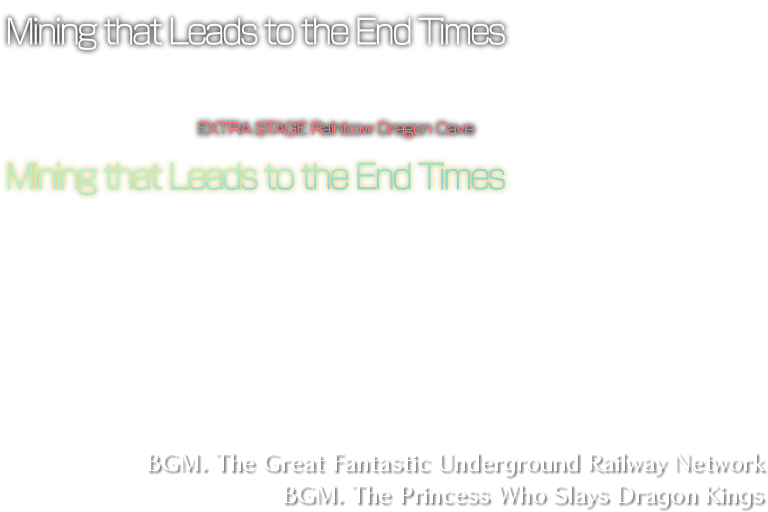 Mining that Leads to the End Times
EXTRA STAGE Rainbow Dragon Cave
Mining that Leads to the End Times
BGM. The Great Fantastic Underground Railway Network
BGM. The Princess Who Slays Dragon Kings